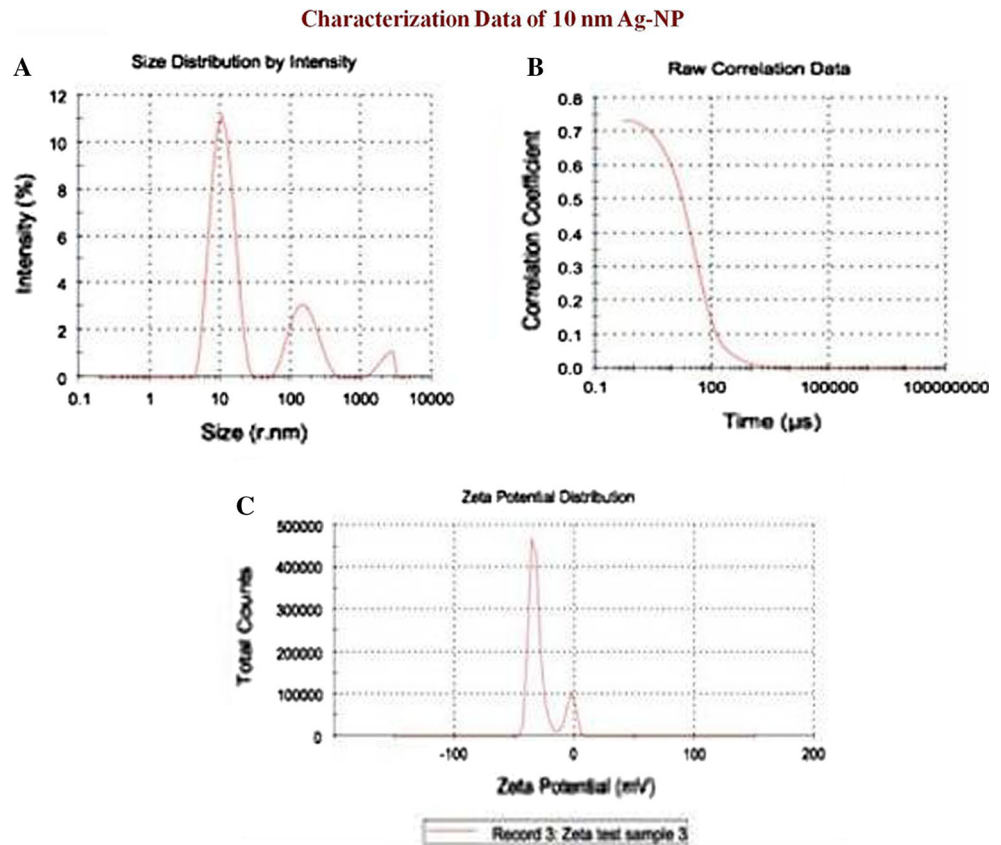 Characterization Data of 10 nm Ag-NP
A
Size Distribution by Intensity
Intensity (%)
12
10
8
6
4
2
0
0.1 1 10 100 1000 10000
Size (r.nm)
B
Raw Correlation Data
Correlation Coefficient
0.8
0.7
0.6
0.5
0.4
0.3
0.2
0.1
0.0
0.1 100 100000 100000000
Time (µs)
C
Zeta Potential Distribution
Total Counts
500000
400000
300000
200000
100000
0
-100 0 100 200
Zeta Potential (mV)
Record 3: Zeta test sample 3